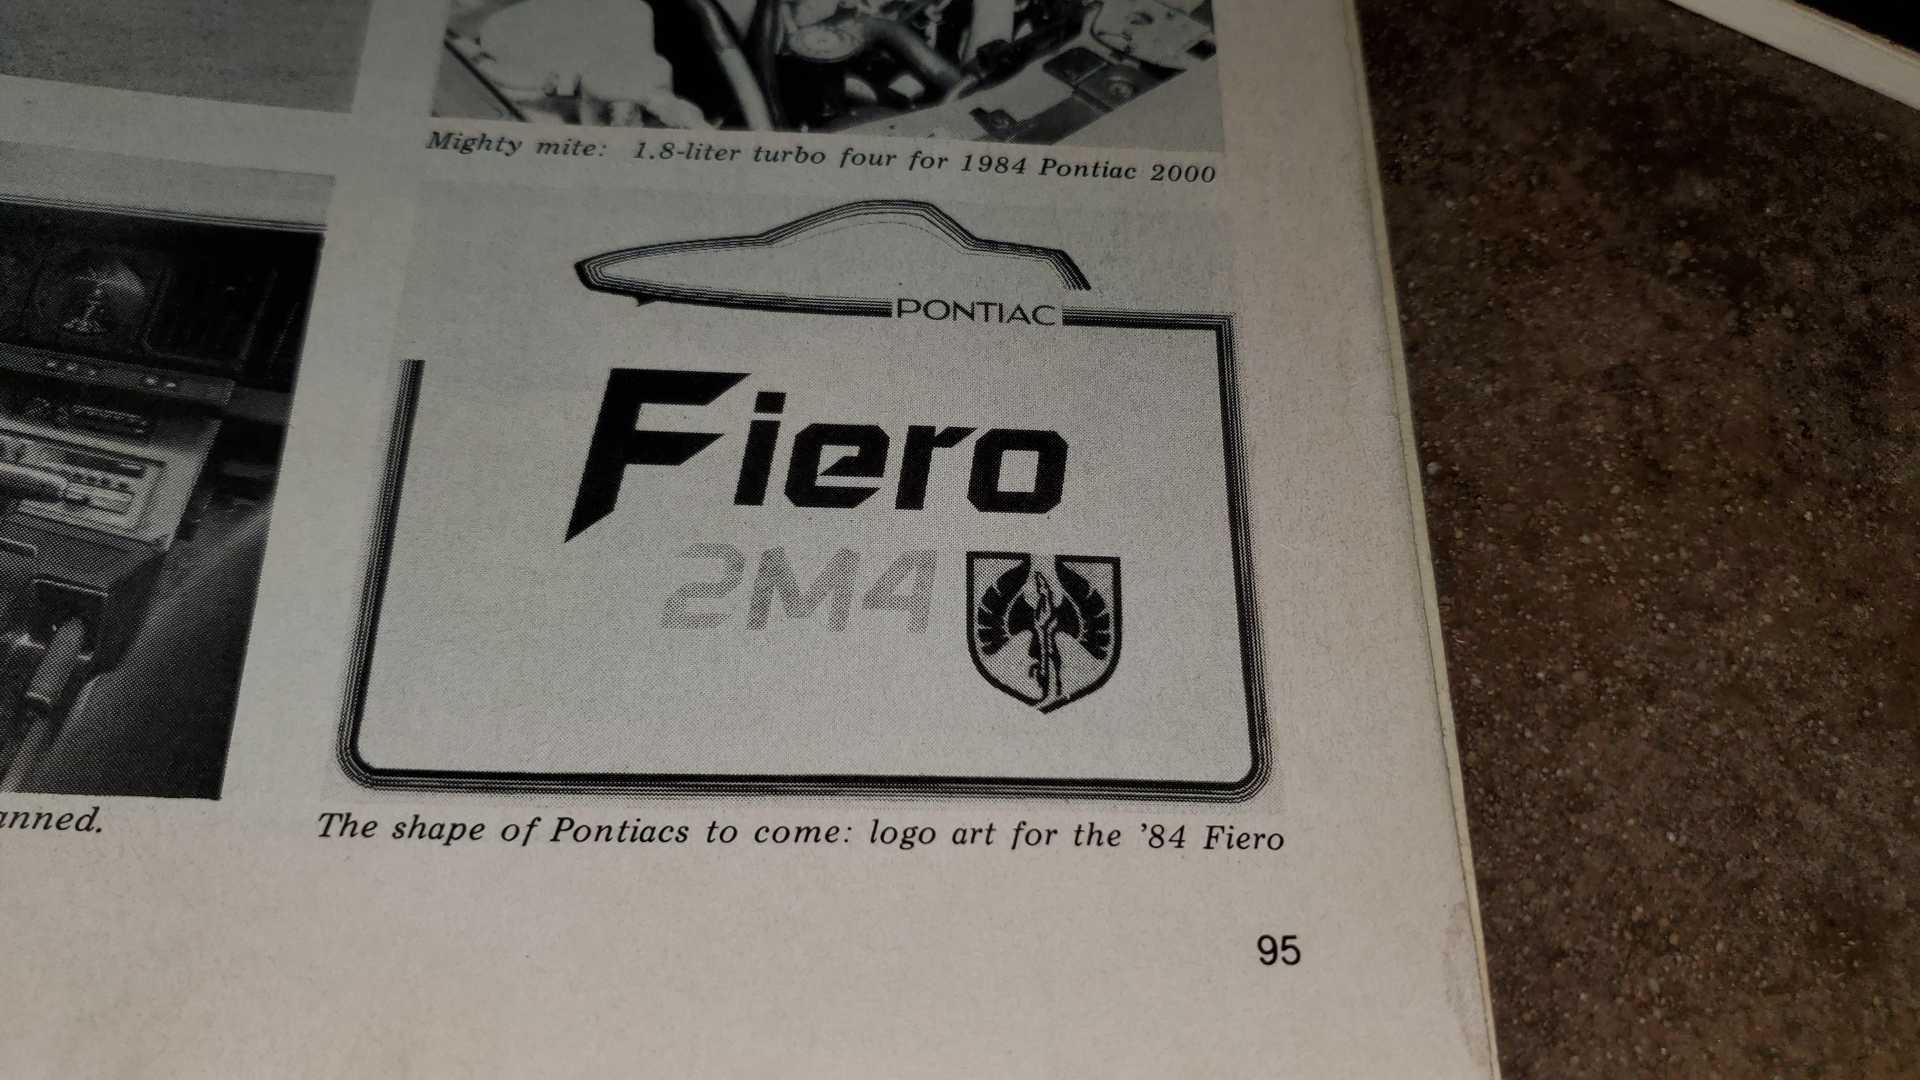 Mighty mite: 1.8-liter turbo four for 1984 Pontiac 2000
PONTIAC
Fiero
2M4
anned.
The shape of Pontiacs to come: logo art for the '84 Fiero
95